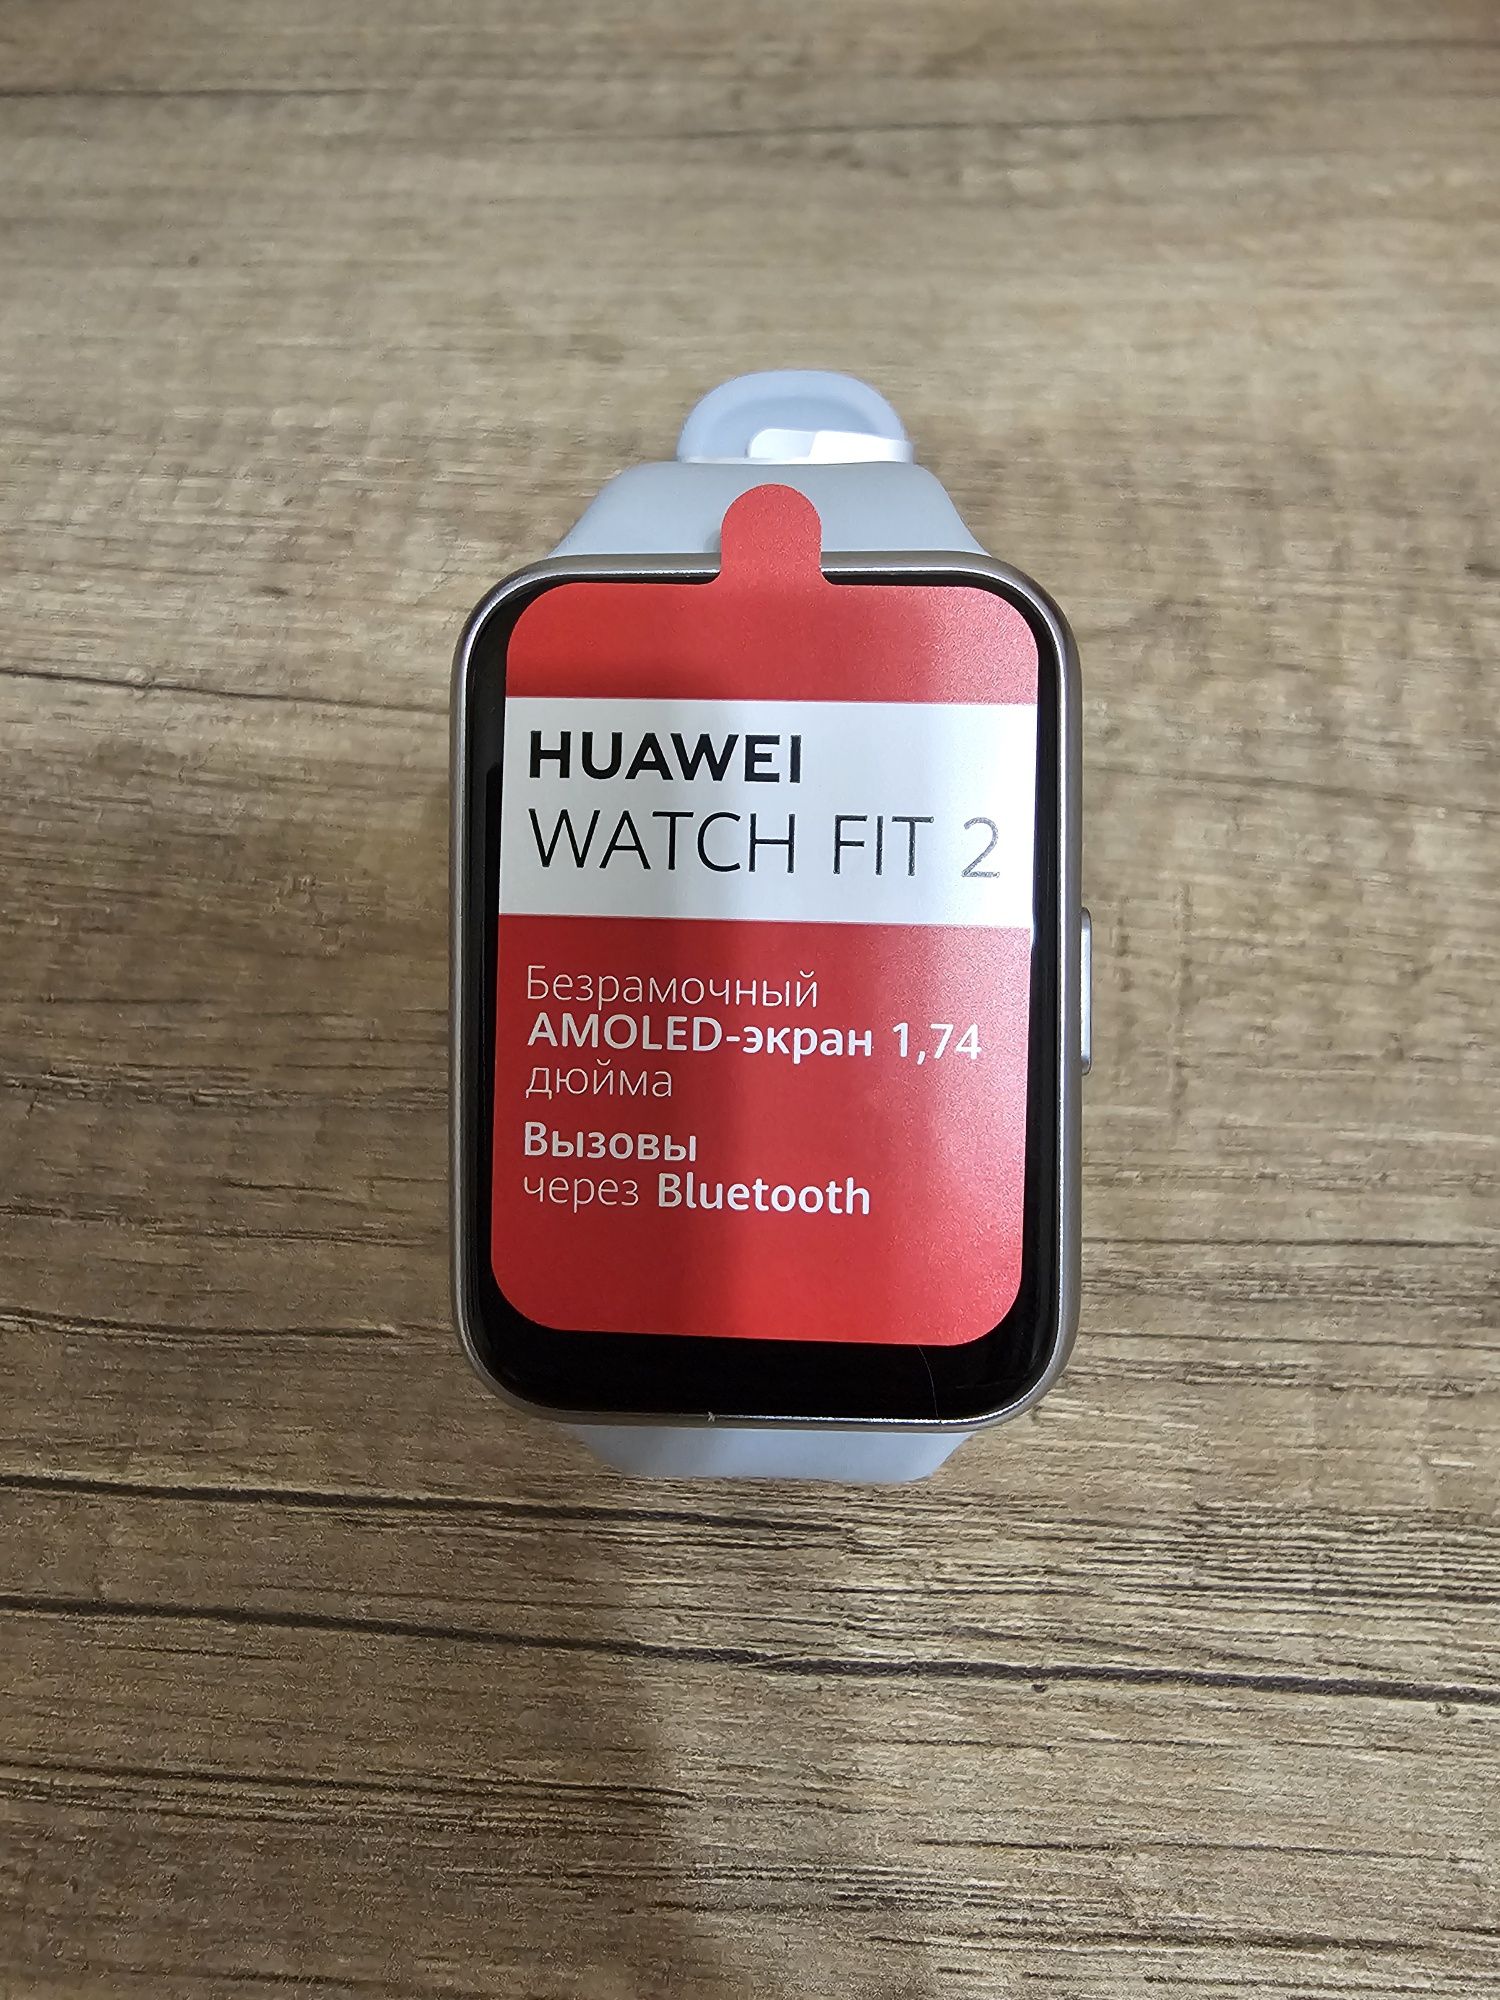 HUAWEI
WATCH FIT 2
Безрамочный
AMOLED-экран 1,74
дюйма
Вызовы
через Bluetooth